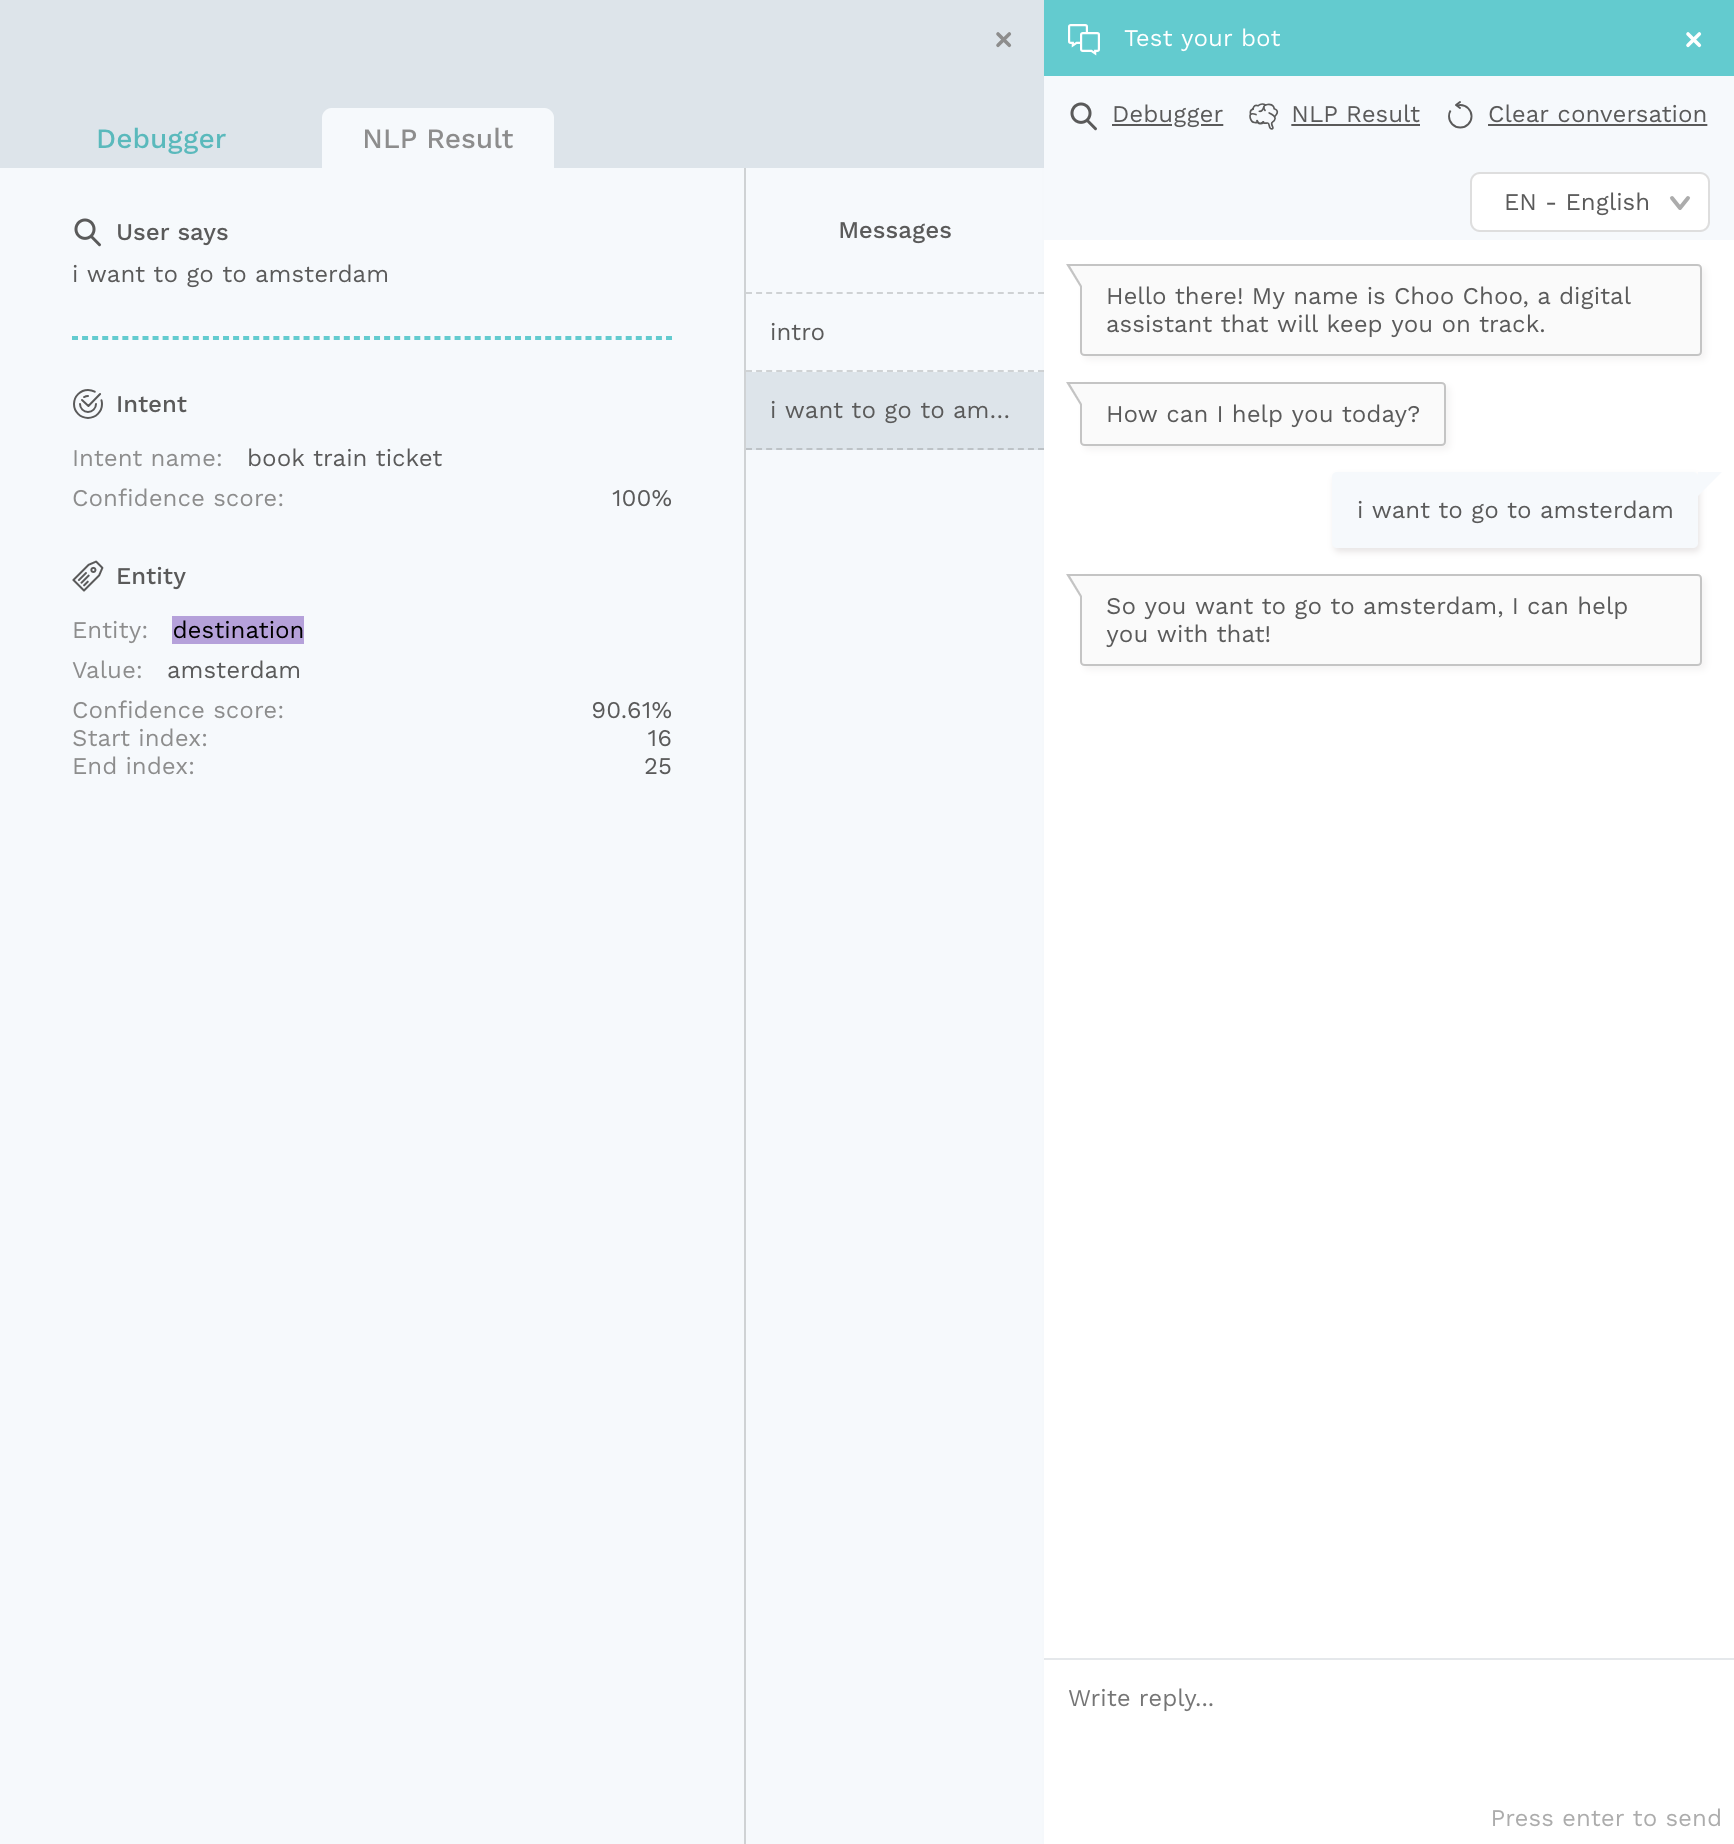 Debugger
NLP Result
User says
i want to go to amsterdam
Intent
Intent name: book train ticket
Confidence score: 100%
Entity
Entity: destination
Value: amsterdam
Confidence score: 90.61%
Start index: 16
End index: 25
Messages
intro
i want to go to am...
Test your bot
Debugger
NLP Result
Clear conversation
EN - English
Hello there! My name is Choo Choo, a digital
assistant that will keep you on track.
How can I help you today?
i want to go to amsterdam
So you want to go to amsterdam, I can help
you with that!
Write reply...
Press enter to send